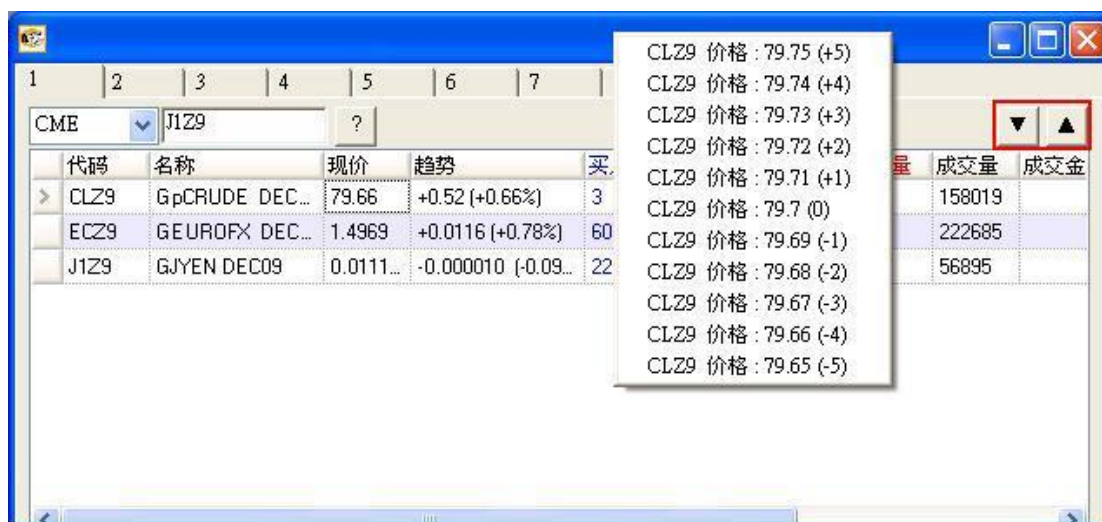 1 2 3 4 5 6 7
CME J1Z9 ? ▼ ▲
代码 名称 现价 趋势 买 量 成交量 成交金
CLZ9 GpCRUDE DEC... 79.66 +0.52 (+0.66%) 3 158019
ECZ9 GEUROFX DEC... 1.4969 +0.0116 (+0.78%) 60 222685
J1Z9 GJYEN DEC09 0.0111... -0.000010 (-0.09... 22 56895
CLZ9 价格 : 79.75 (+5)
CLZ9 价格 : 79.74 (+4)
CLZ9 价格 : 79.73 (+3)
CLZ9 价格 : 79.72 (+2)
CLZ9 价格 : 79.71 (+1)
CLZ9 价格 : 79.7 (0)
CLZ9 价格 : 79.69 (-1)
CLZ9 价格 : 79.68 (-2)
CLZ9 价格 : 79.67 (-3)
CLZ9 价格 : 79.66 (-4)
CLZ9 价格 : 79.65 (-5)